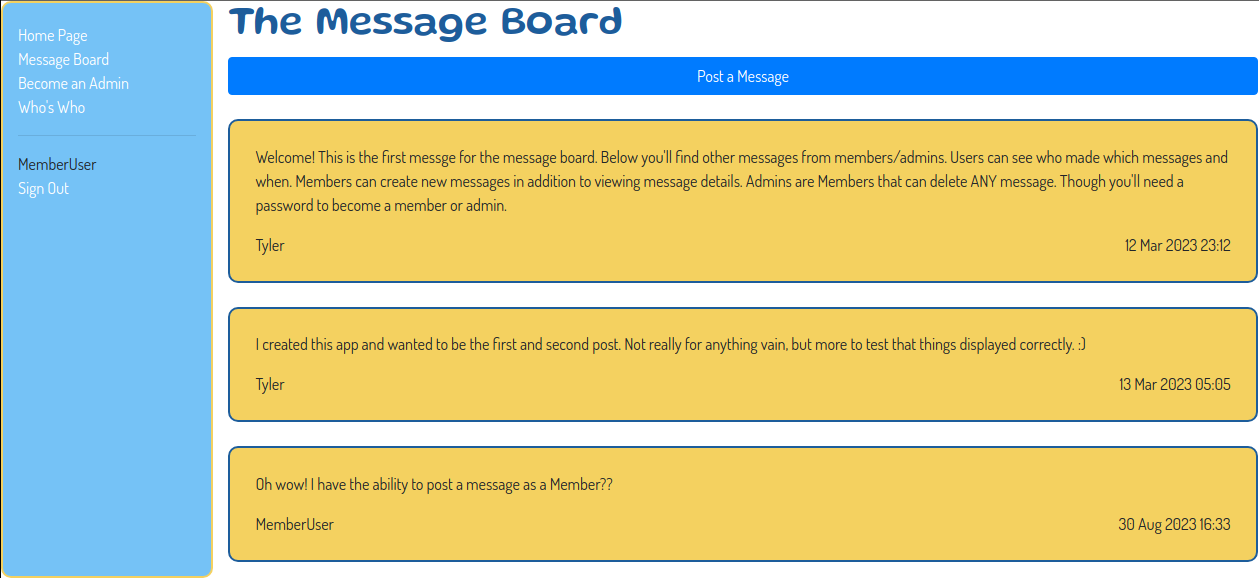 Home Page
Message Board
Become an Admin
Who's Who
MemberUser
Sign Out
The Message Board
Post a Message
Welcome! This is the first messge for the message board. Below you'll find other messages from members/admins. Users can see who made which messages and
when. Members can create new messages in addition to viewing message details. Admins are Members that can delete ANY message. Though you'll need a
password to become a member or admin.
Tyler 12 Mar 2023 23:12
I created this app and wanted to be the first and second post. Not really for anything vain, but more to test that things displayed correctly. :)
Tyler 13 Mar 2023 05:05
Oh wow! I have the ability to post a message as a Member??
MemberUser 30 Aug 2023 16:33